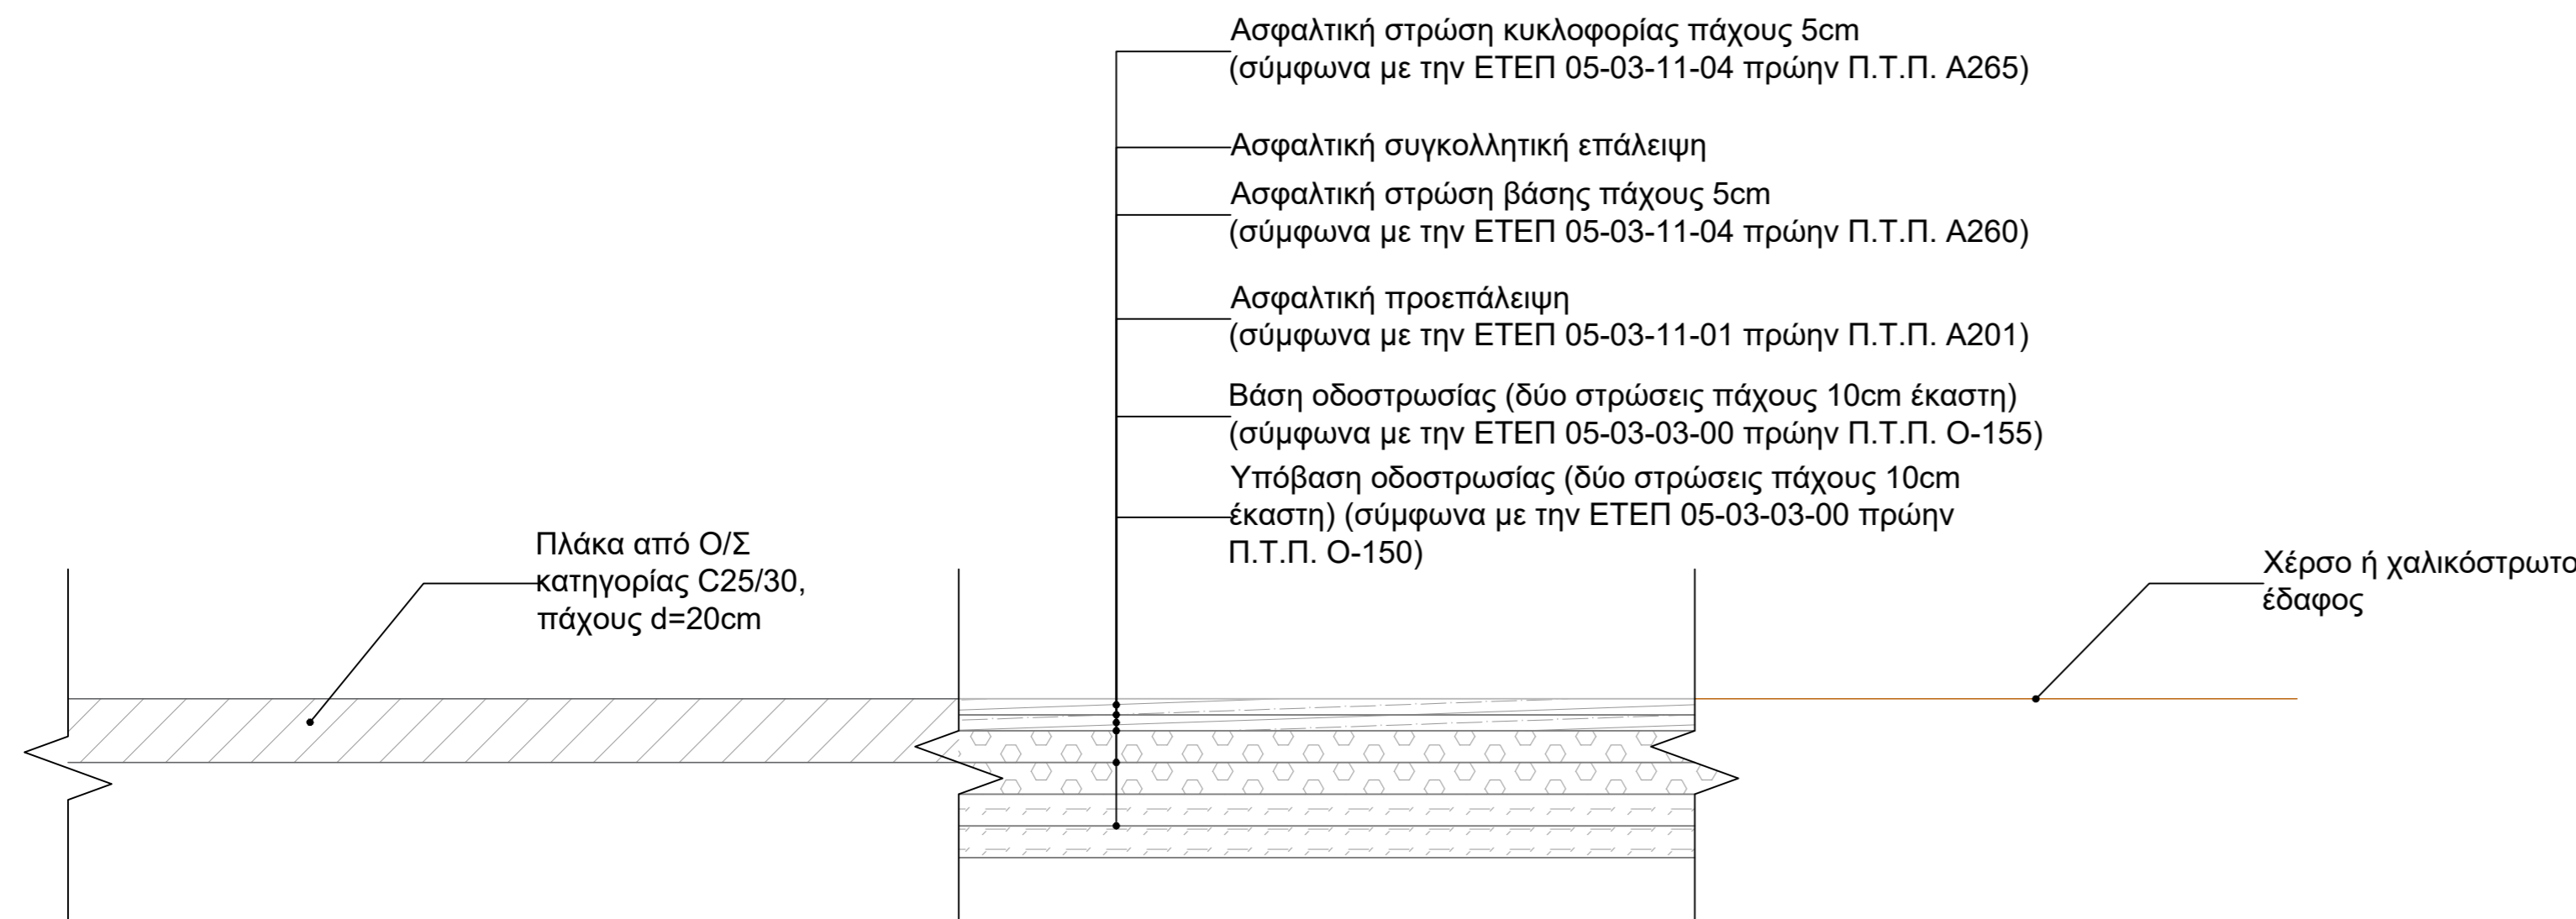 Ασφαλτική στρώση κυκλοφορίας πάχους 5cm
(σύμφωνα με την ΕΤΕΠ 05-03-11-04 πρώην Π.Τ.Π. Α265)
Ασφαλτική συγκολλητική επάλειψη
Ασφαλτική στρώση βάσης πάχους 5cm
(σύμφωνα με την ΕΤΕΠ 05-03-11-04 πρώην Π.Τ.Π. Α260)
Ασφαλτική προεπάλειψη
(σύμφωνα με την ΕΤΕΠ 05-03-11-01 πρώην Π.Τ.Π. Α201)
Βάση οδοστρωσίας (δύο στρώσεις πάχους 10cm έκαστη)
(σύμφωνα με την ΕΤΕΠ 05-03-03-00 πρώην Π.Τ.Π. Ο-155)
Υπόβαση οδοστρωσίας (δύο στρώσεις πάχους 10cm
έκαστη) (σύμφωνα με την ΕΤΕΠ 05-03-03-00 πρώην
Π.Τ.Π. Ο-150)
Πλάκα από Ο/Σ
κατηγορίας C25/30,
πάχους d=20cm
Χέρσο ή χαλικόστρωτο
έδαφος